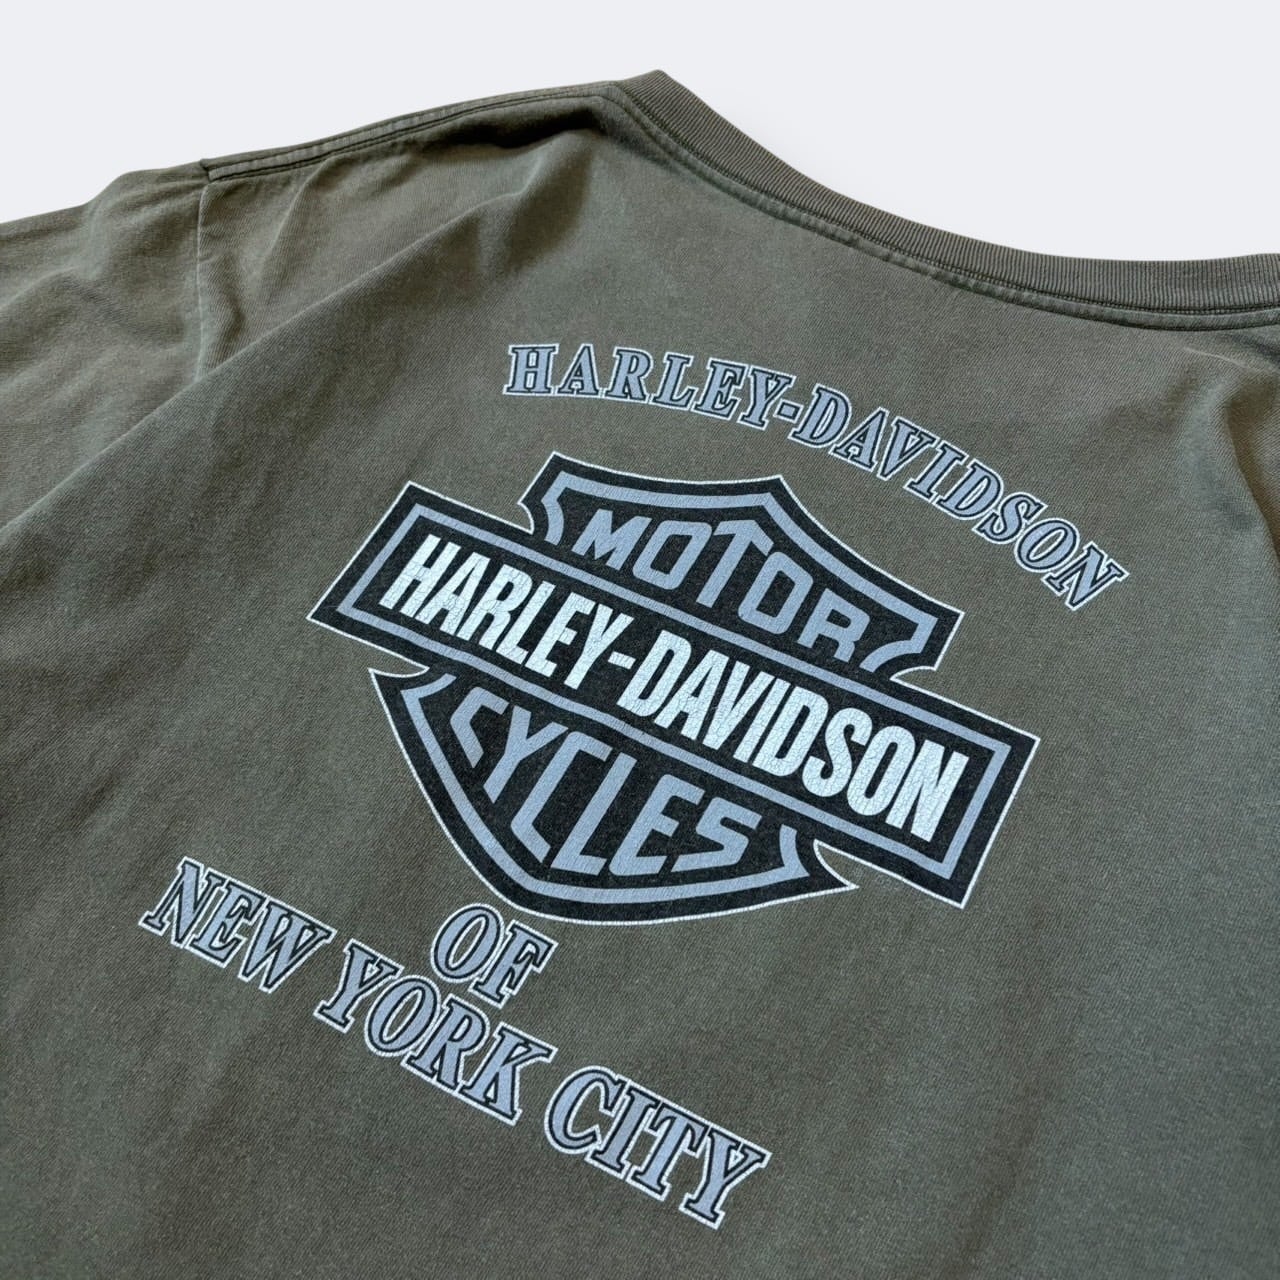 HARLEY-DAVIDSON
MOTOR
HARLEY-DAVIDSON
CYCLES
OF
NEW YORK CITY